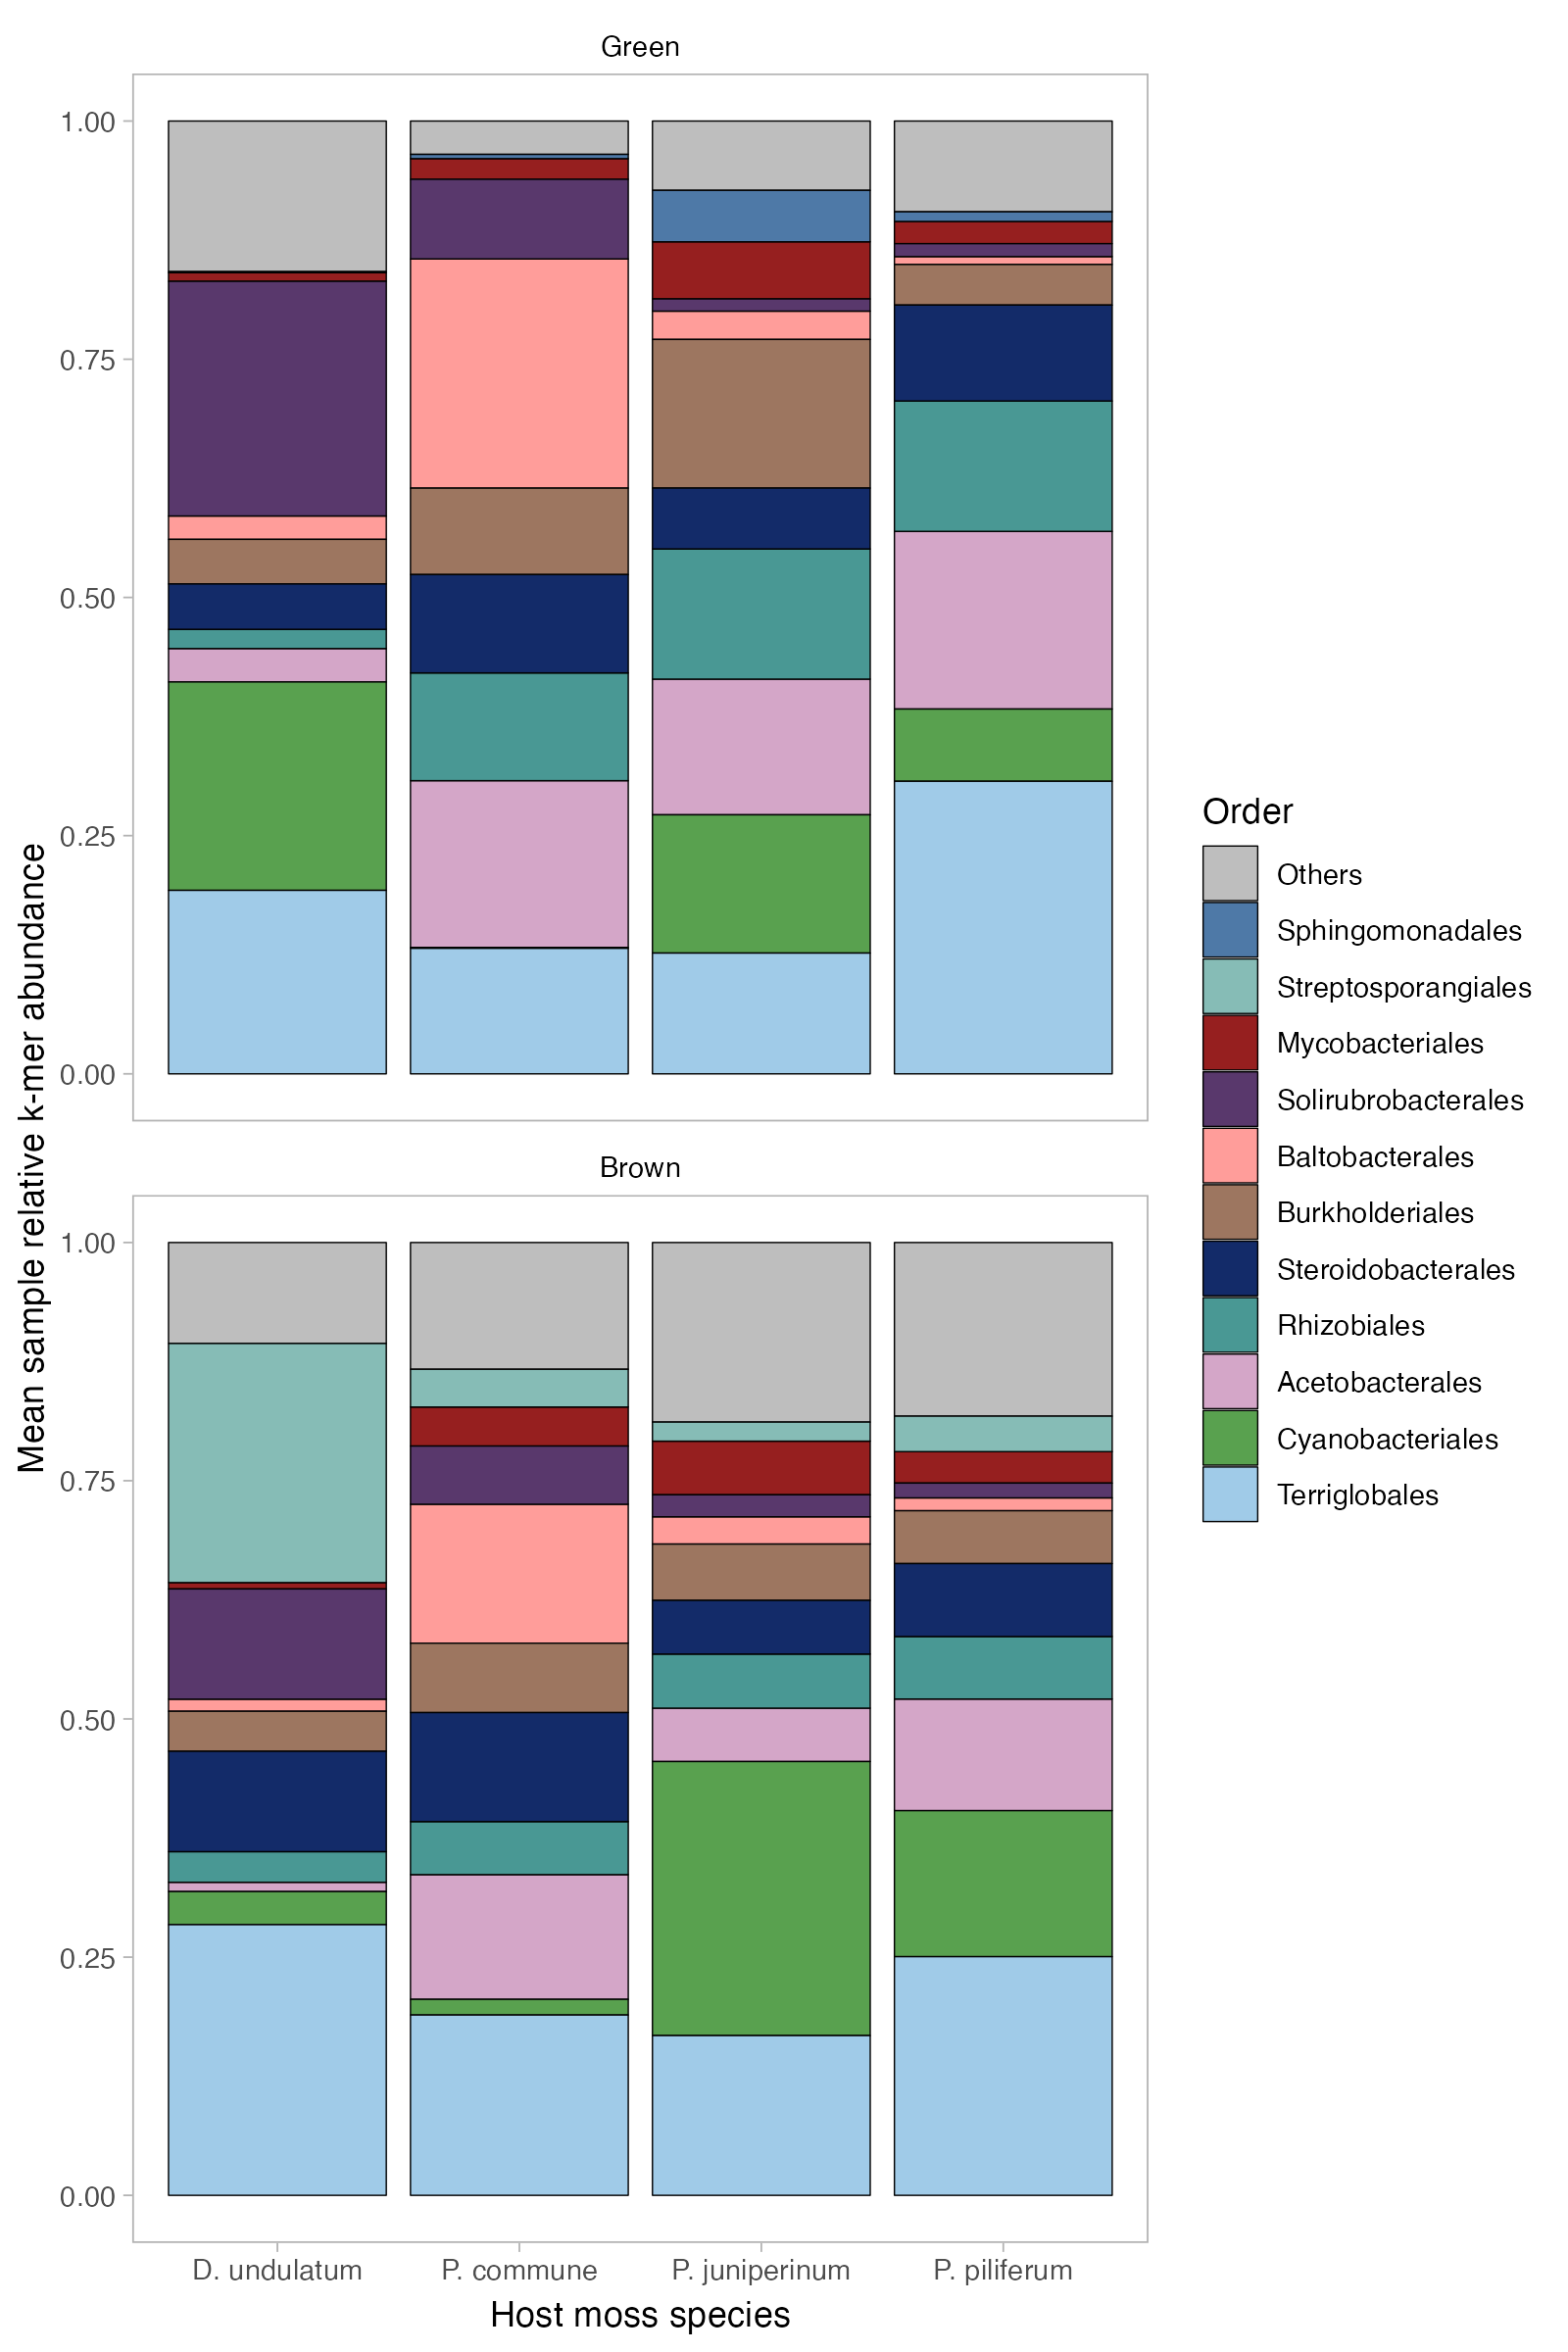 Green
1.00
0.75
0.50
0.25
0.00
Brown
1.00
0.75
0.50
0.25
0.00
Mean sample relative k-mer abundance
D. undulatum
P. commune
P. juniperinum
P. piliferum
Host moss species
Order
Others
Sphingomonadales
Streptosporangiales
Mycobacteriales
Solirubrobacterales
Baltobacterales
Burkholderiales
Steroidobacterales
Rhizobiales
Acetobacterales
Cyanobacteriales
Terriglobales